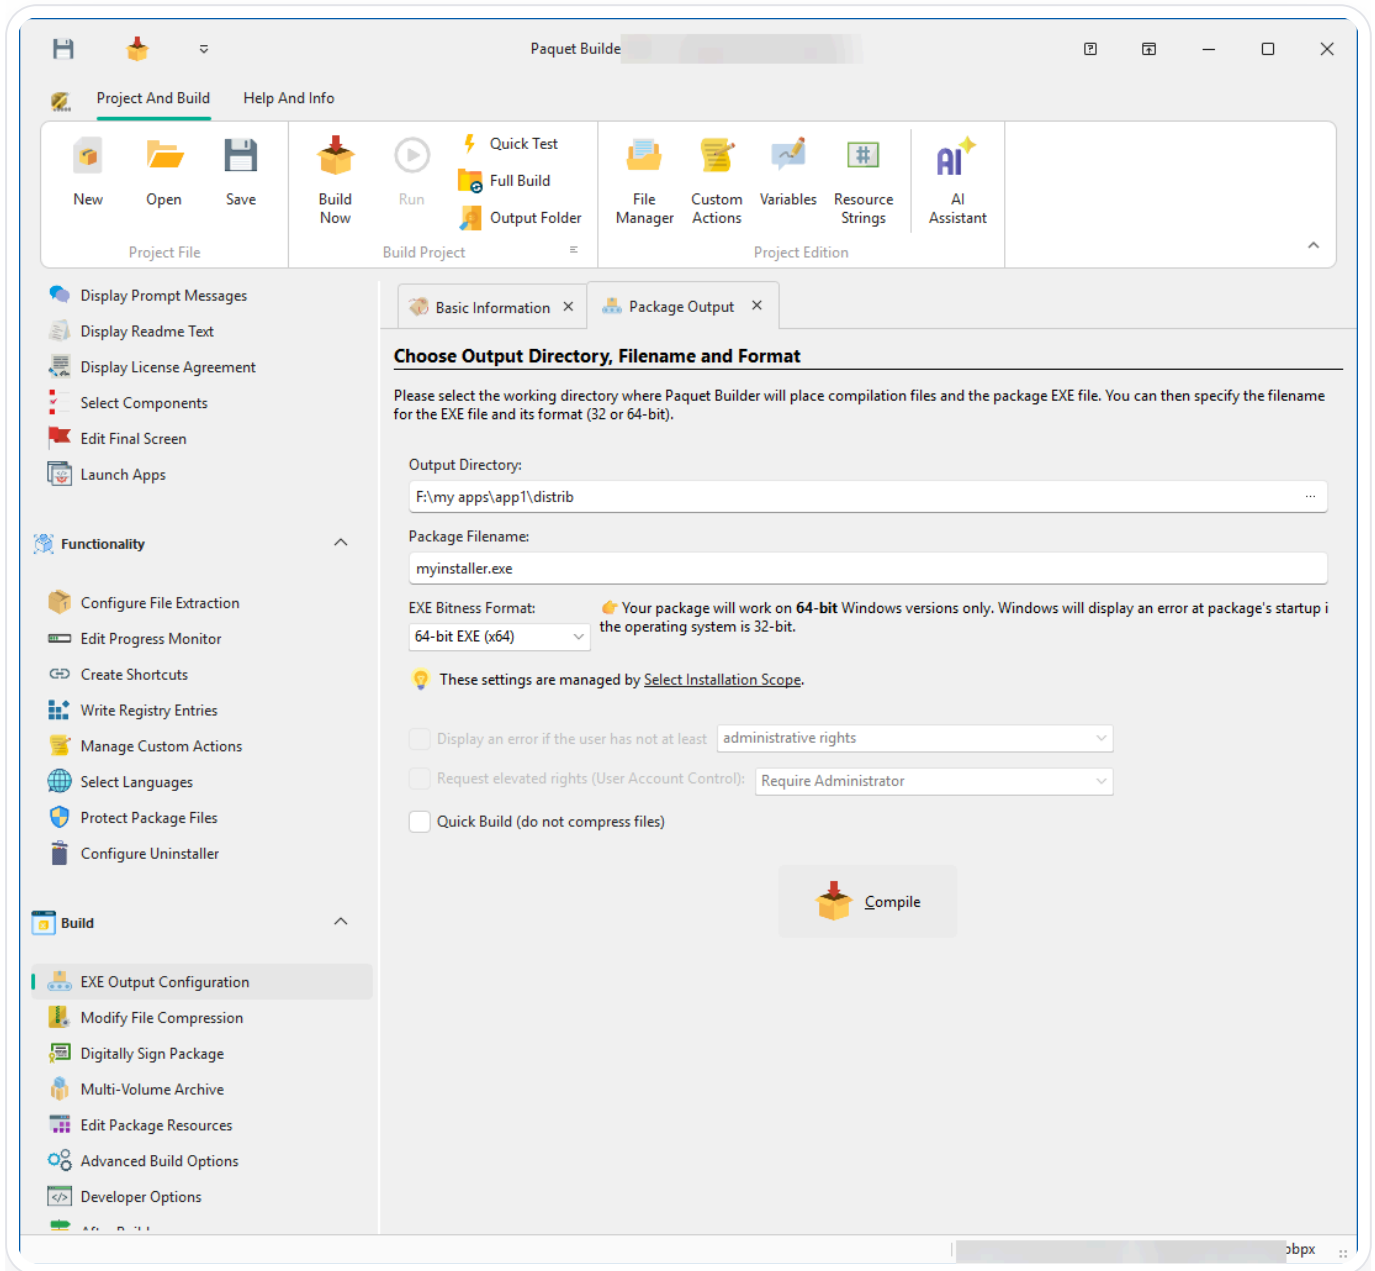 Paquet Builde
Project And Build
Help And Info
New
Open
Save
Project File
Build
Now
Run
Quick Test
Full Build
Output Folder
Build Project
File
Manager
Custom
Actions
Variables
Resource
Strings
AI
AI
Assistant
Project Edition
Display Prompt Messages
Display Readme Text
Display License Agreement
Select Components
Edit Final Screen
Launch Apps
Functionality
Configure File Extraction
Edit Progress Monitor
Create Shortcuts
Write Registry Entries
Manage Custom Actions
Select Languages
Protect Package Files
Configure Uninstaller
Build
EXE Output Configuration
Modify File Compression
Digitally Sign Package
Multi-Volume Archive
Edit Package Resources
Advanced Build Options
Developer Options
Basic Information
Package Output
Choose Output Directory, Filename and Format
Please select the working directory where Paquet Builder will place compilation files and the package EXE file. You can then specify the filename
for the EXE file and its format (32 or 64-bit).
Output Directory:
F:\my apps\app1\distrib
...
Package Filename:
myinstaller.exe
EXE Bitness Format:
64-bit EXE (x64)
Your package will work on 64-bit Windows versions only. Windows will display an error at package's startup i
the operating system is 32-bit.
These settings are managed by Select Installation Scope.
Display an error if the user has not at least
administrative rights
Request elevated rights (User Account Control):
Require Administrator
Quick Build (do not compress files)
Compile
bpx